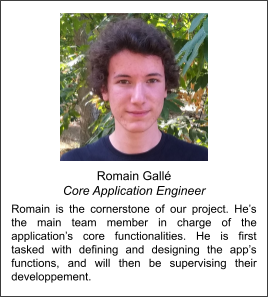 Romain Gallé
Core Application Engineer
Romain is the cornerstone of our project. He's
the main team member in charge of the
application's core functionalities. He is first
tasked with defining and designing the app's
functions, and will then be supervising their
developpement.